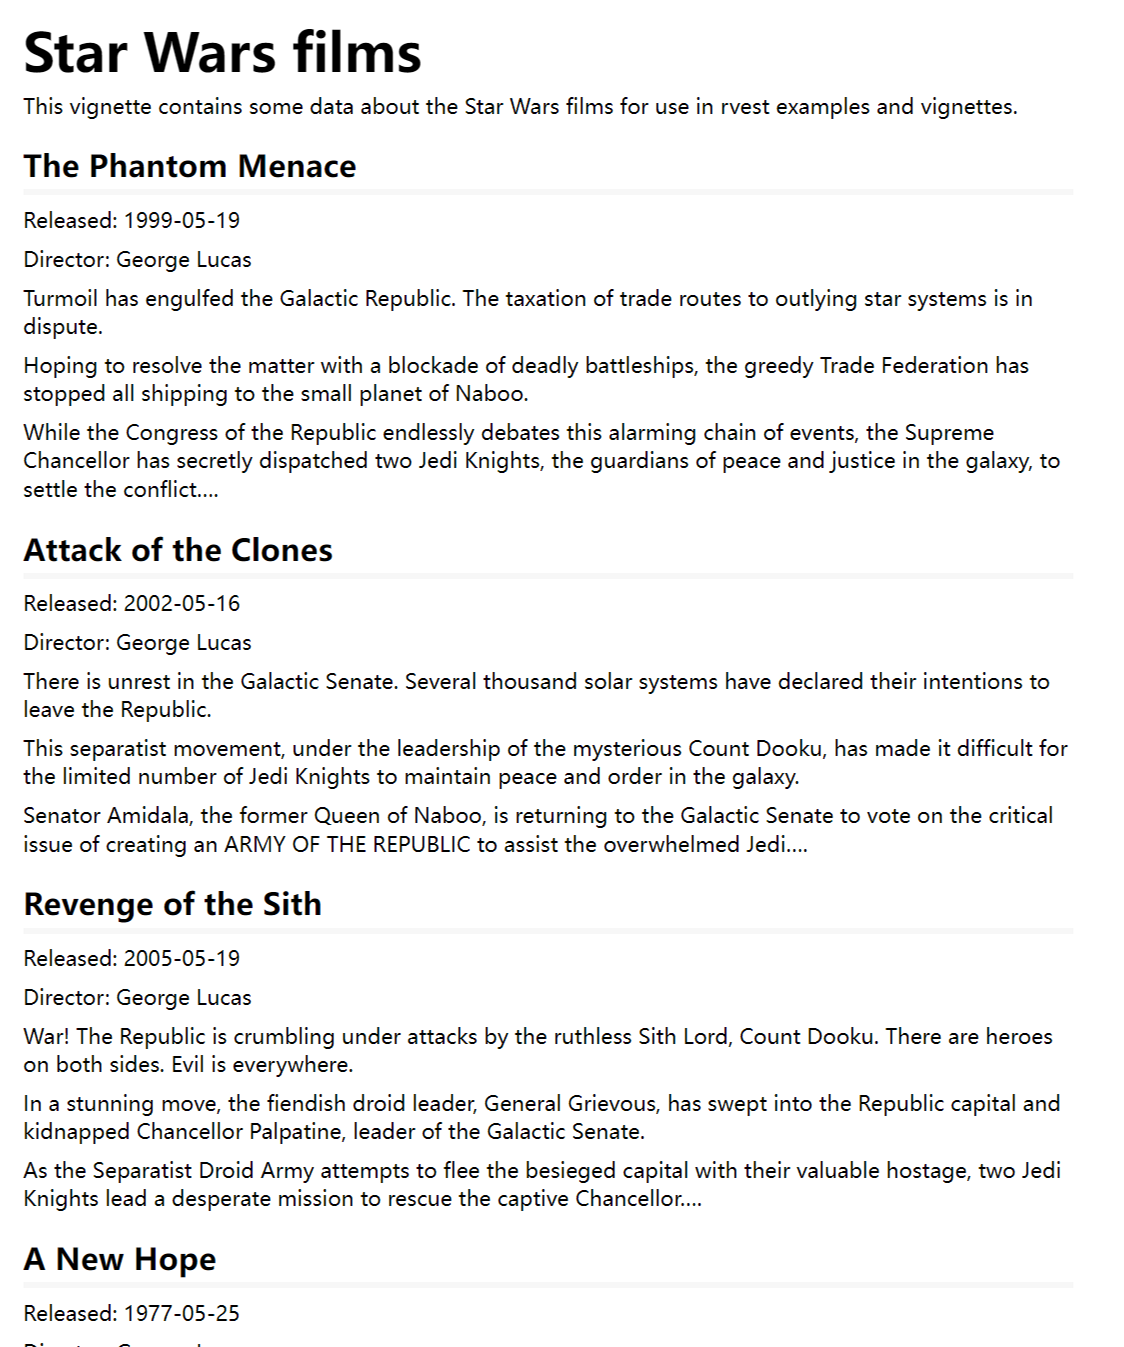 Star Wars films
This vignette contains some data about the Star Wars films for use in rvest examples and vignettes.
The Phantom Menace
Released: 1999-05-19
Director: George Lucas
Turmoil has engulfed the Galactic Republic. The taxation of trade routes to outlying star systems is in
dispute.
Hoping to resolve the matter with a blockade of deadly battleships, the greedy Trade Federation has
stopped all shipping to the small planet of Naboo.
While the Congress of the Republic endlessly debates this alarming chain of events, the Supreme
Chancellor has secretly dispatched two Jedi Knights, the guardians of peace and justice in the galaxy, to
settle the conflict....
Attack of the Clones
Released: 2002-05-16
Director: George Lucas
There is unrest in the Galactic Senate. Several thousand solar systems have declared their intentions to
leave the Republic.
This separatist movement, under the leadership of the mysterious Count Dooku, has made it difficult for
the limited number of Jedi Knights to maintain peace and order in the galaxy.
Senator Amidala, the former Queen of Naboo, is returning to the Galactic Senate to vote on the critical
issue of creating an ARMY OF THE REPUBLIC to assist the overwhelmed Jedi....
Revenge of the Sith
Released: 2005-05-19
Director: George Lucas
War! The Republic is crumbling under attacks by the ruthless Sith Lord, Count Dooku. There are heroes
on both sides. Evil is everywhere.
In a stunning move, the fiendish droid leader, General Grievous, has swept into the Republic capital and
kidnapped Chancellor Palpatine, leader of the Galactic Senate.
As the Separatist Droid Army attempts to flee the besieged capital with their valuable hostage, two Jedi
Knights lead a desperate mission to rescue the captive Chancellor....
A New Hope
Released: 1977-05-25